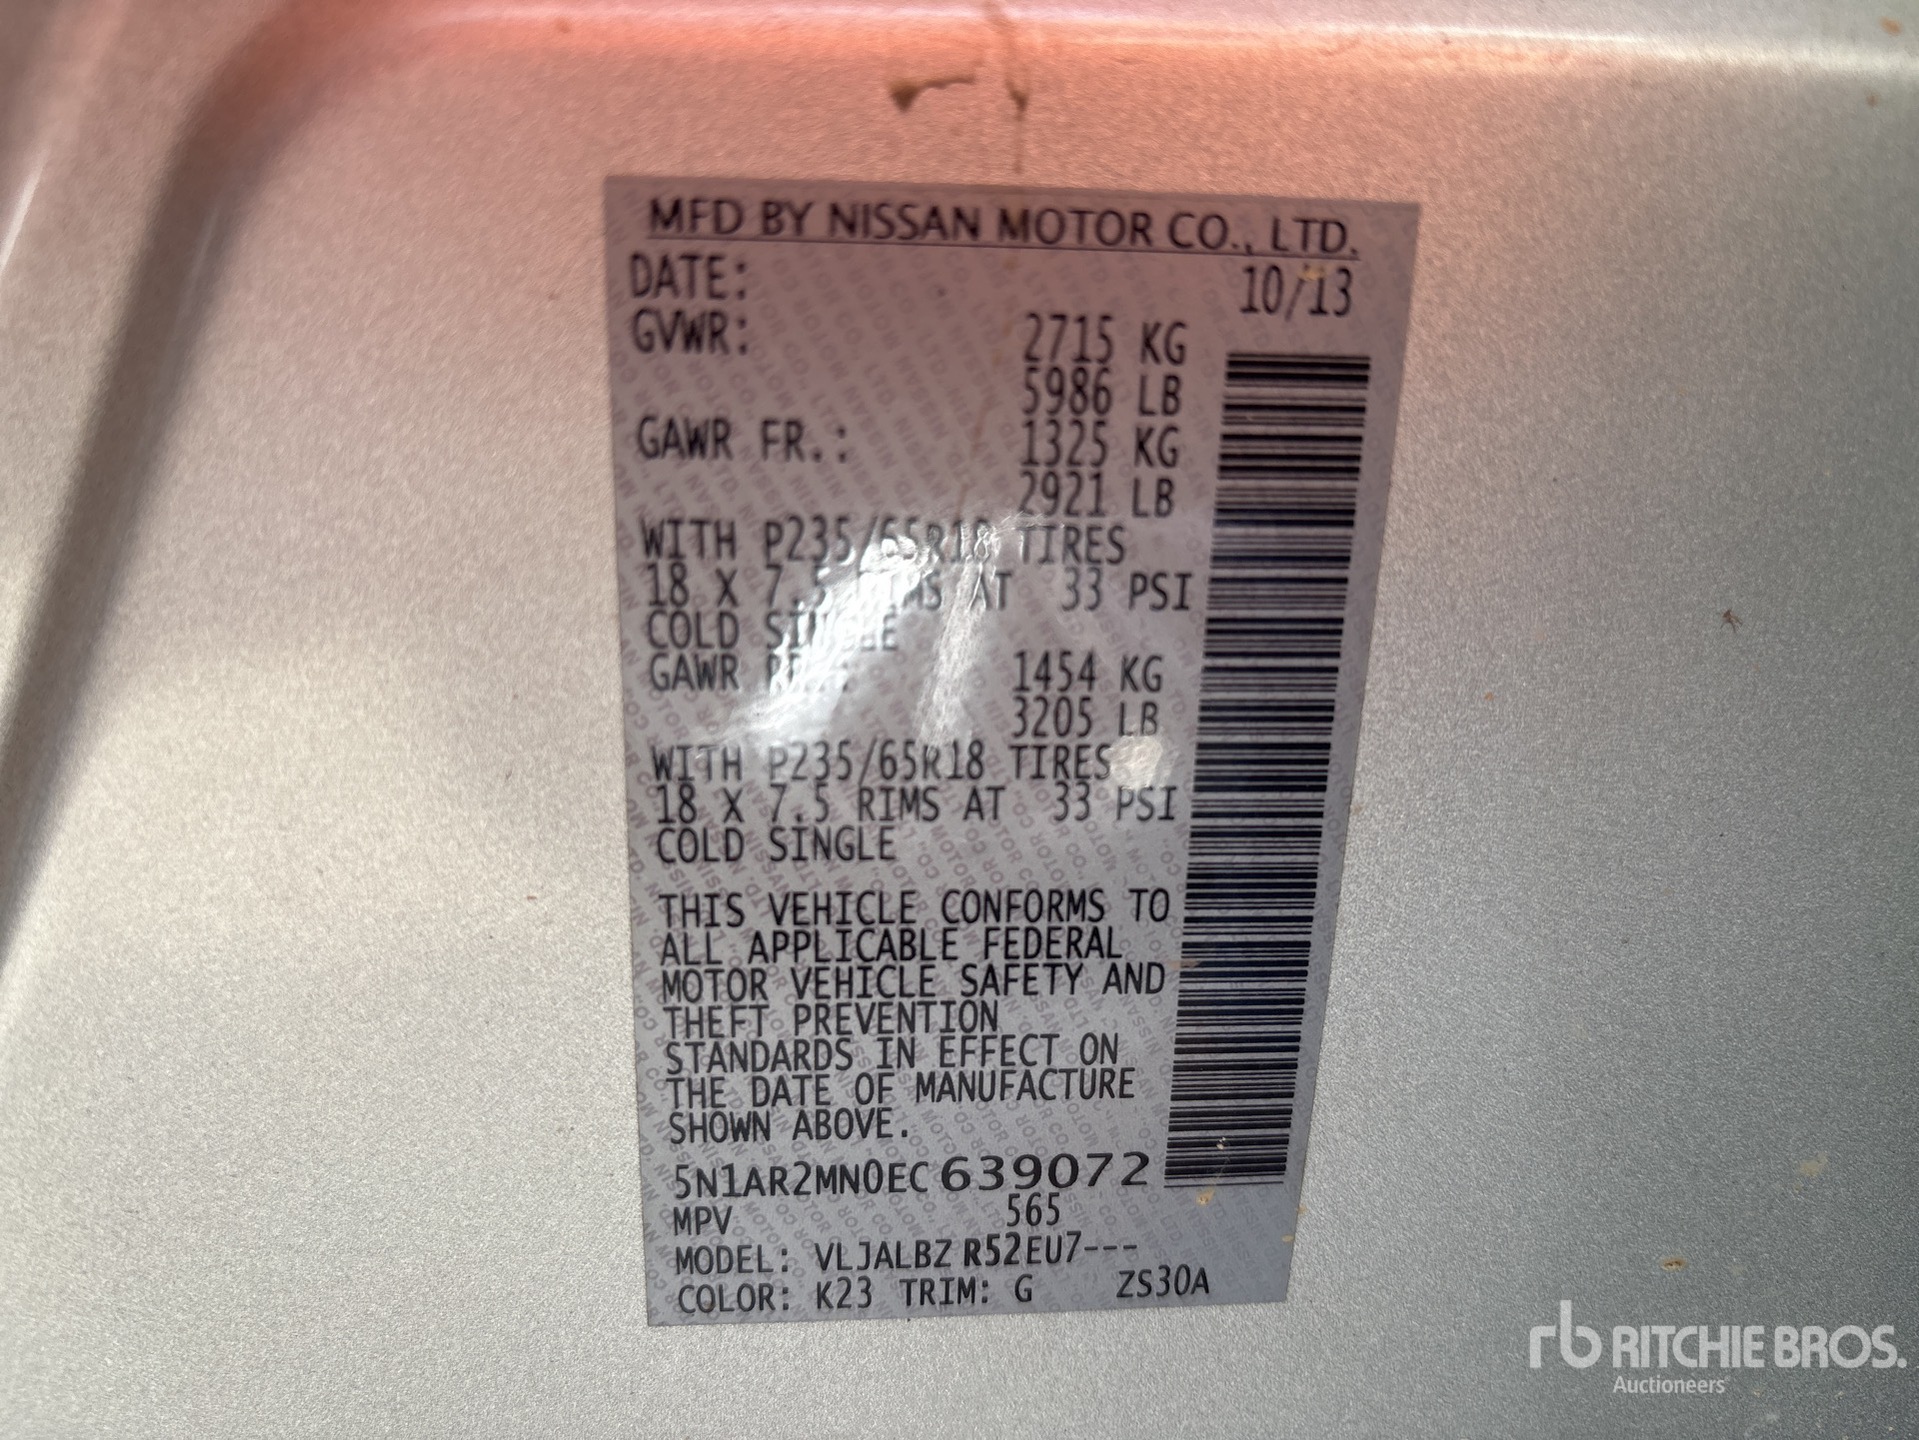 MFD BY NISSAN MOTOR CO., LTD.
DATE: 10/13
GVWR: 2715 KG
5986 LB
GAWR FR.: 1325 KG
2921 LB
WITH P235/65R18 TIRES
18 X 7.5 RIMS AT 33 PSI
COLD SINGLE
GAWR RR.: 1454 KG
3205 LB
WITH P235/65R18 TIRES
18 X 7.5 RIMS AT 33 PSI
COLD SINGLE
THIS VEHICLE CONFORMS TO
ALL APPLICABLE FEDERAL
MOTOR VEHICLE SAFETY AND
THEFT PREVENTION
STANDARDS IN EFFECT ON
THE DATE OF MANUFACTURE
SHOWN ABOVE.
5N1AR2MN0EC639072
MPV 565
MODEL: VLJALBZ R52EU7---
COLOR: K23 TRIM: G ZS30A
rb RITCHIE BROS.
Auctioneers